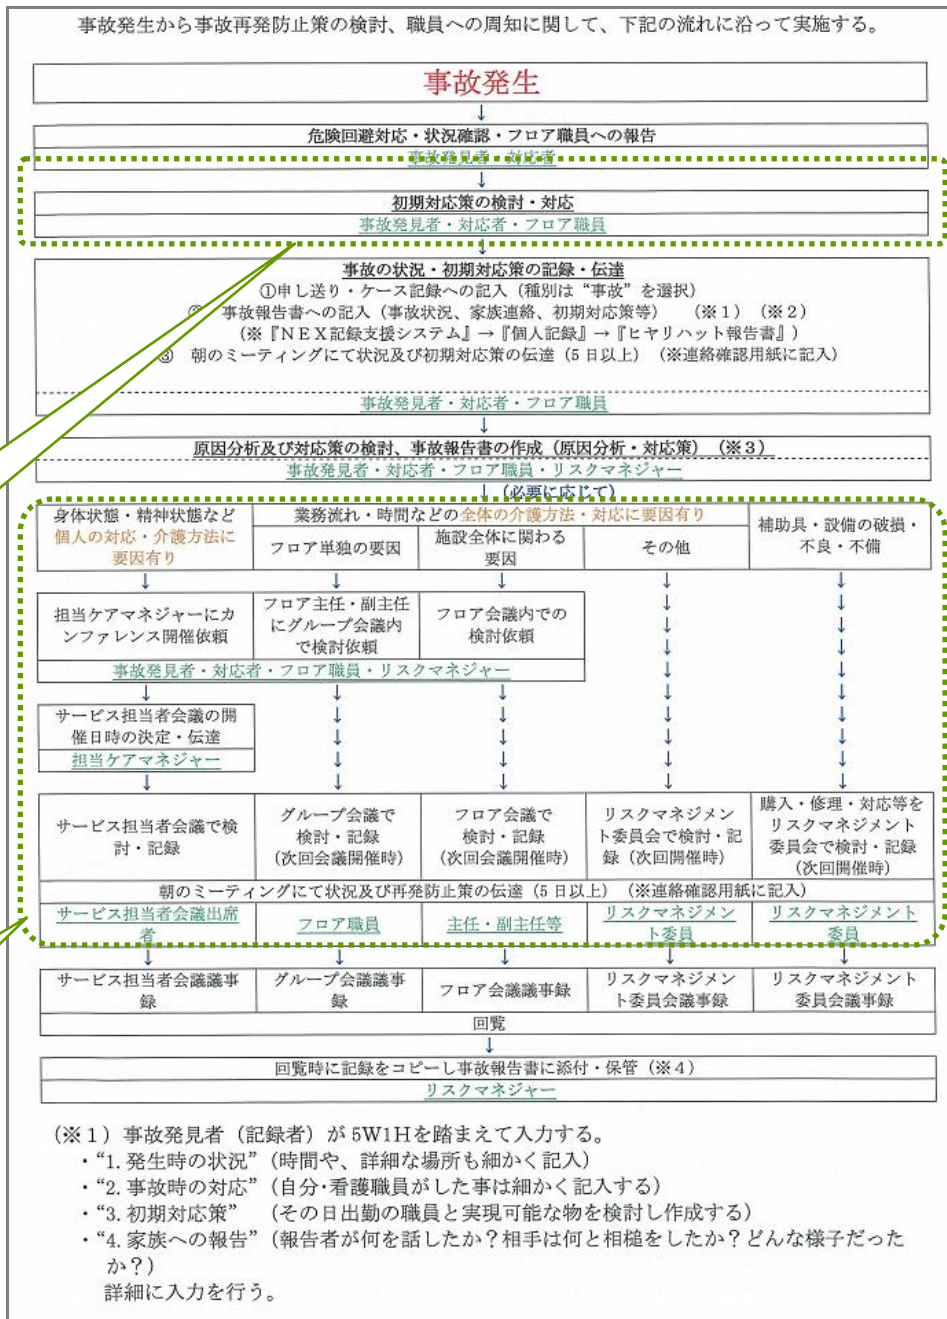 事故発生から事故再発防止策の検討、職員への周知に関して、下記の流れに沿って実施する。
事故発生
↓
危険回避対応・状況確認・フロア職員への報告
事故発見者・対応者
↓
初期対応策の検討・対応
事故発見者・対応者・フロア職員
↓
事故の状況・初期対応策の記録・伝達
①申し送り・ケース記録への記入（種別は“事故”を選択）
事故報告書への記入（事故状況、家族連絡、初期対応策等）　（※１）（※２）
（※『ＮＥＸ記録支援システム』→『個人記録』→『ヒヤリハット報告書』）
③　朝のミーティングにて状況及び初期対応策の伝達（5 日以上）（※連絡確認用紙に記入）
事故発見者・対応者・フロア職員
↓
原因分析及び対応策の検討、事故報告書の作成（原因分析・対応策）（※３）
事故発見者・対応者・フロア職員・リスクマネジャー
↓（必要に応じて）
身体状態・精神状態など
個人の対応・介護方法に
要因有り
業務流れ・時間などの全体の介護方法・対応に要因有り
フロア単独の要因
施設全体に関わる
要因
その他
補助具・設備の破損・
不良・不備
↓ ↓ ↓ ↓ ↓
担当ケアマネジャーにカ
ンファレンス開催依頼
フロア主任・副主任
にグループ会議内
で検討依頼
フロア会議内での
検討依頼
事故発見者・対応者・フロア職員・リスクマネジャー
↓
サービス担当者会議の開
催日時の決定・伝達
担当ケアマネジャー
↓ ↓ ↓ ↓ ↓
サービス担当者会議で検
討・記録
グループ会議で
検討・記録
（次回会議開催時）
フロア会議で
検討・記録
（次回会議開催時）
リスクマネジメン
ト委員会で検討・記
録（次回開催時）
購入・修理・対応等を
リスクマネジメント
委員会で検討・記録
（次回開催時）
朝のミーティングにて状況及び再発防止策の伝達（5 日以上）（※連絡確認用紙に記入）
サービス担当者会議出席
者
フロア職員
主任・副主任等
リスクマネジメン
ト委員
リスクマネジメント
委員
↓ ↓ ↓ ↓ ↓
サービス担当者会議議事
録
グループ会議議事
録
フロア会議議事録
リスクマネジメン
ト委員会議事録
リスクマネジメント
委員会議事録
回覧
↓
回覧時に記録をコピーし事故報告書に添付・保管（※４）
リスクマネジャー
（※１）事故発見者（記録者）が 5W1H を踏まえて入力する。
・“1. 発生時の状況”（時間や、詳細な場所も細かく記入）
・“2. 事故時の対応”（自分・看護職員がした事は細かく記入する）
・“3. 初期対応策”　（その日出勤の職員と実現可能な物を検討し作成する）
・“4. 家族への報告”（報告者が何を話したか？相手は何と相槌をしたか？どんな様子だった
か？）
詳細に入力を行う。